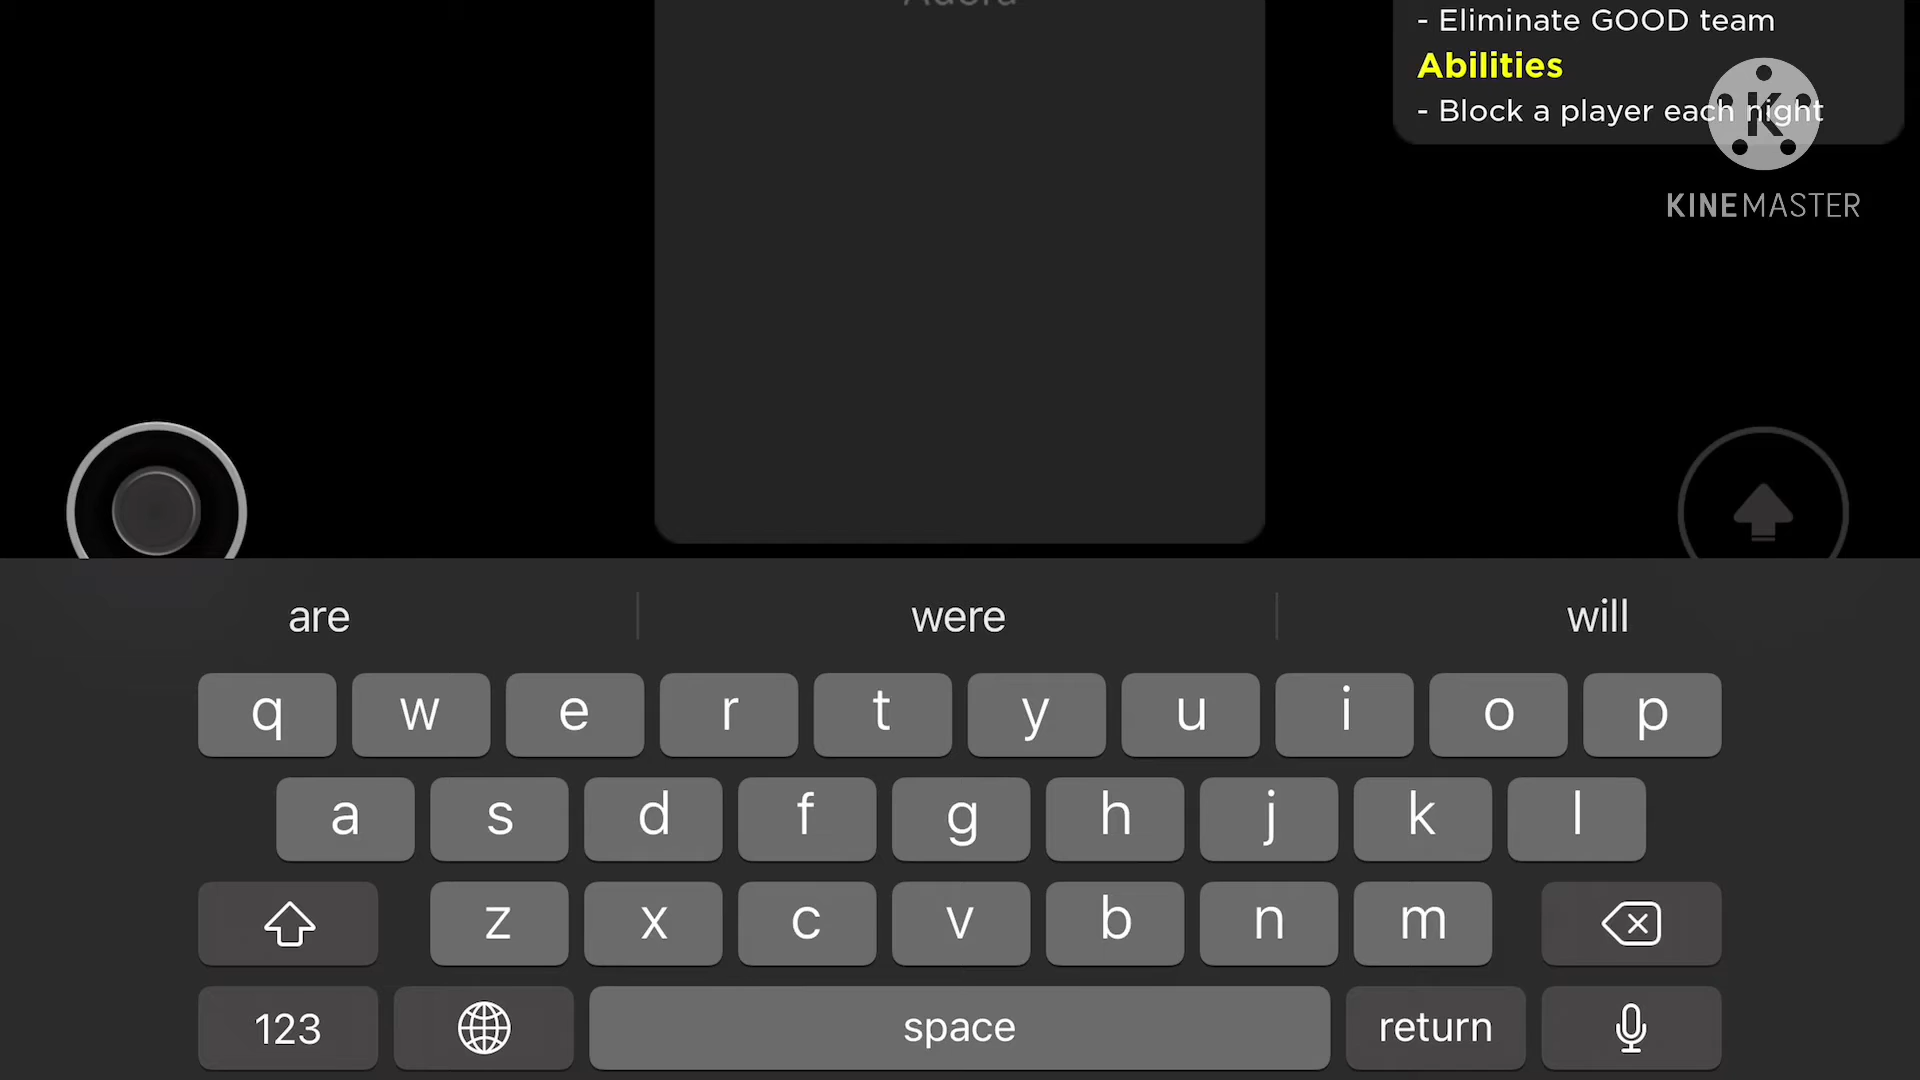 - Eliminate GOOD team
Abilities
- Block a player each night
K
KINEMASTER
are were will
q w e r t y u i o p
a s d f g h j k l
z x c v b n m
123 space return